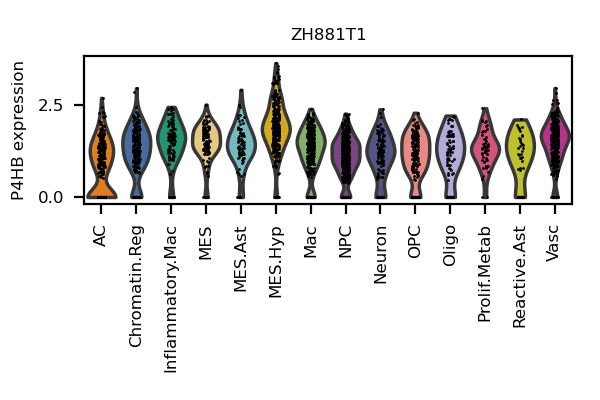 ZH881T1
P4HB expression
2.5
0.0
AC
Chromatin.Reg
Inflammatory.Mac
MES
MES.Ast
MES.Hyp
Mac
NPC
Neuron
OPC
Oligo
Prolif.Metab
Reactive.Ast
Vasc